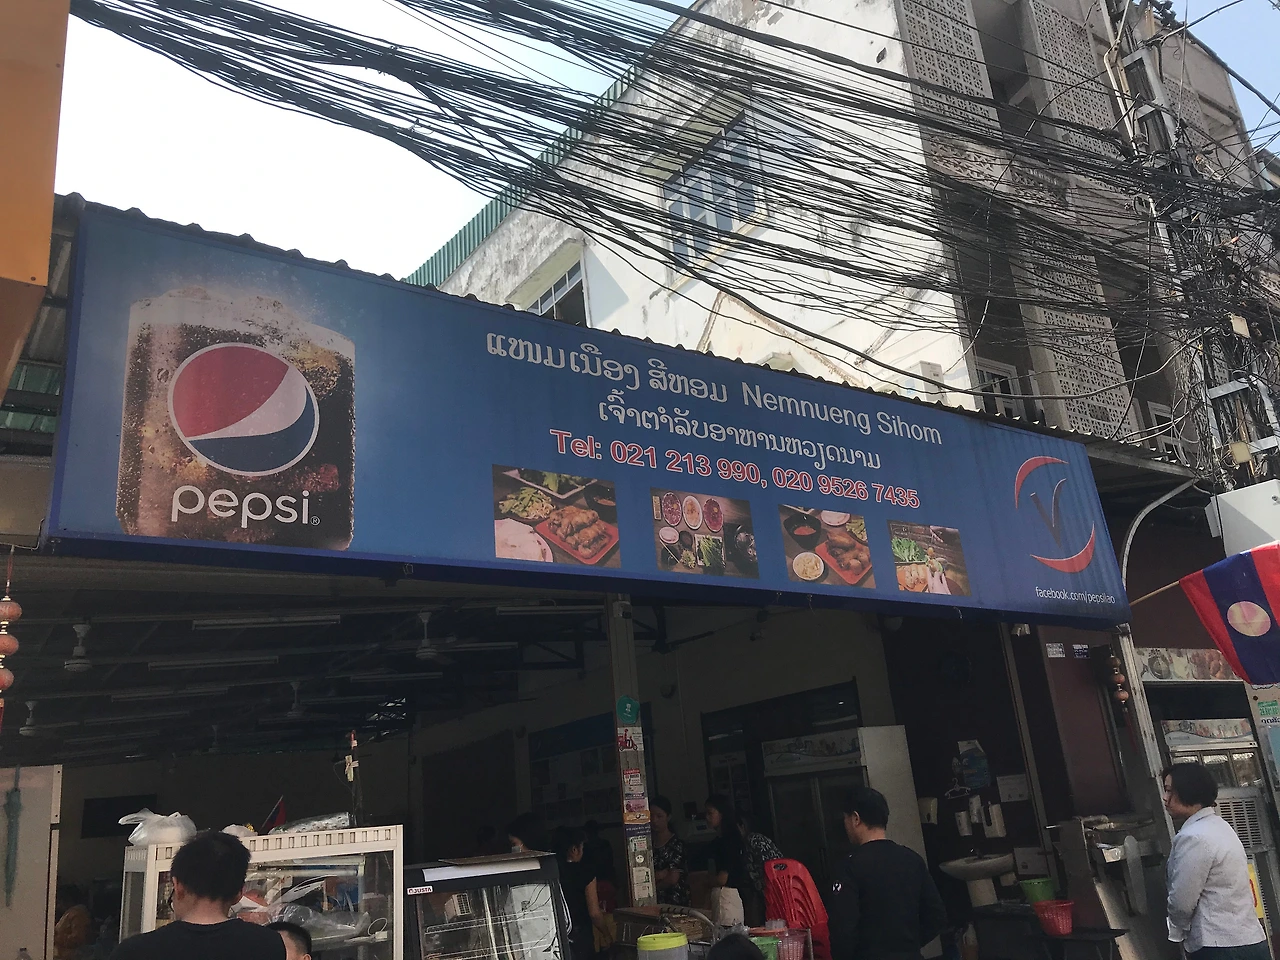 pepsi®
ແໜມເນືອງ ສີຫອມ Nemnueng Sihom
ເຈົ້າຕຳລັບອາຫານຫວຽດນາມ
Tel: 021 213 990, 020 9526 7435
V
facebook.com/pepsilao
JUSTA